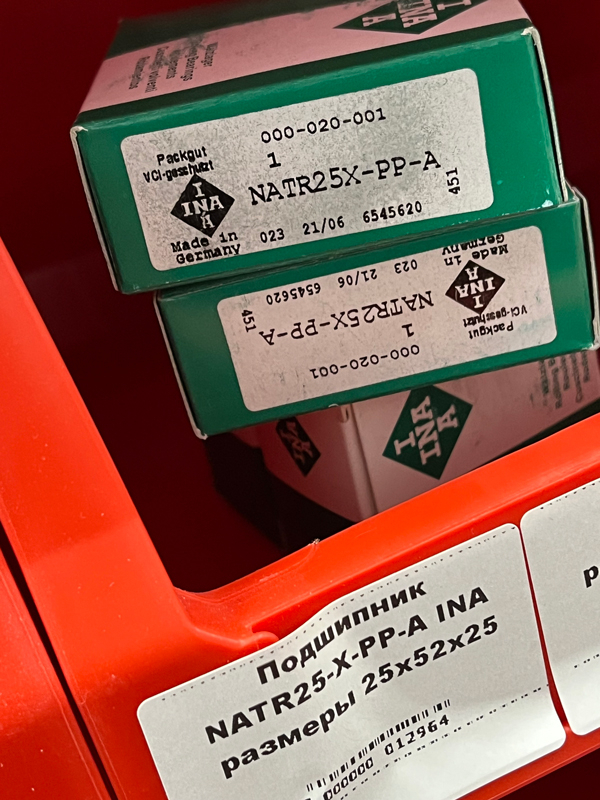 I
INA
A
000-020-001
Packgut
1
VCI-geschützt
NATR25X-PP-A
I
INA
A
451
Made in
Germany
023 21/06 6545620
000-020-001
Packgut
1
VCI-geschützt
NATR25X-PP-A
I
INA
A
451
Made in
Germany
023 21/06 6545620
I
INA
A
Подшипник
NATR25-X-PP-A INA
размеры 25x52x25
000000 012964
р